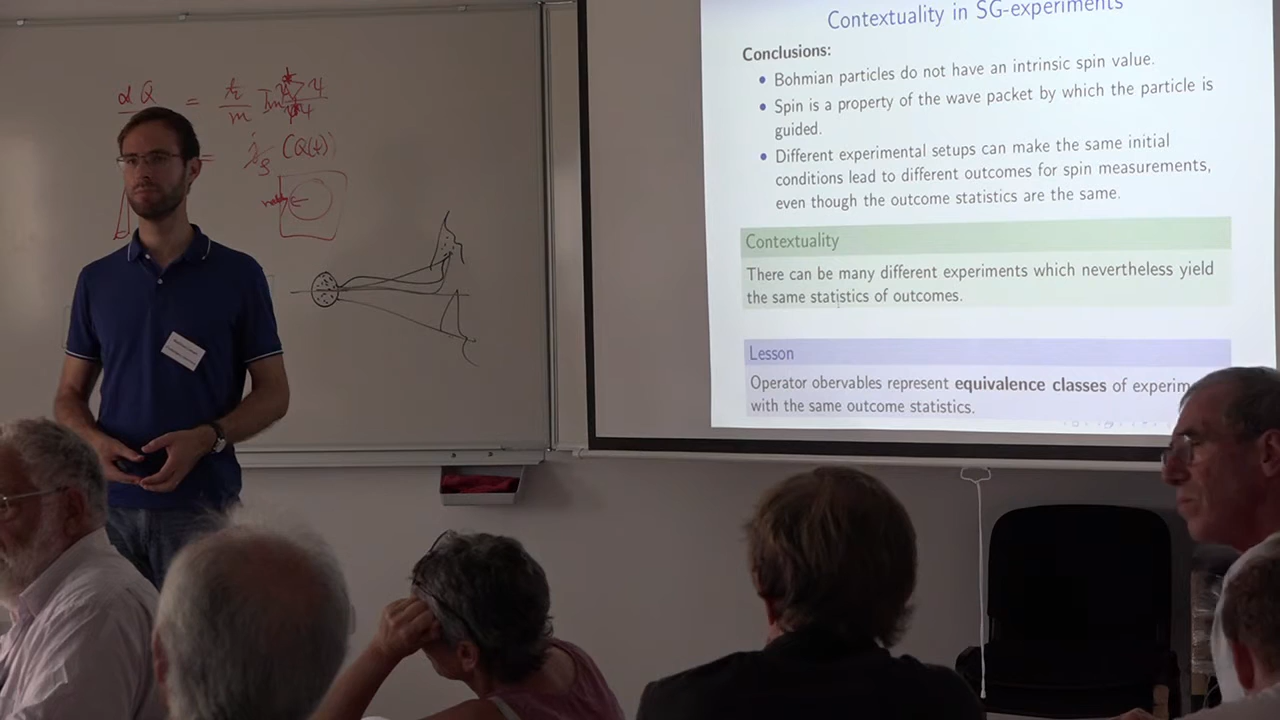 Contextuality in SG-experiments
Conclusions:
• Bohmian particles do not have an intrinsic spin value.
• Spin is a property of the wave packet by which the particle is
guided.
• Different experimental setups can make the same initial
conditions lead to different outcomes for spin measurements,
even though the outcome statistics are the same.
Contextuality
There can be many different experiments which nevertheless yield
the same statistics of outcomes.
Lesson
Operator obervables represent equivalence classes of experim
with the same outcome statistics.
d Q = ħ/m Im
= (Q(t))